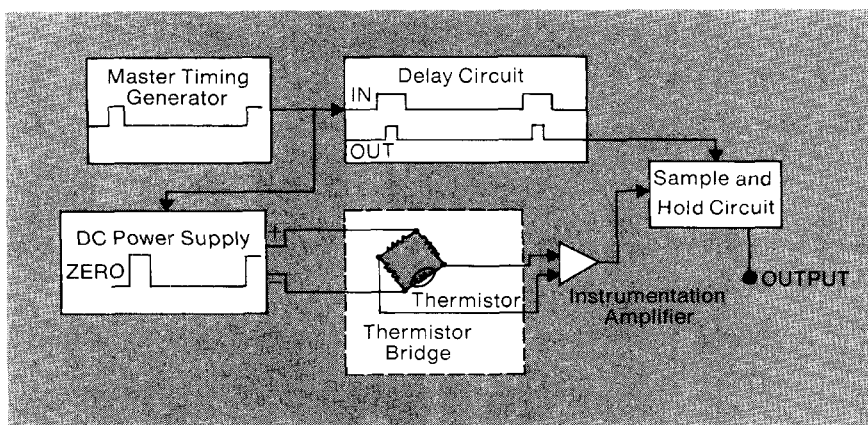 Master Timing
Generator
Delay Circuit
IN
OUT
Sample and
Hold Circuit
DC Power Supply
+
ZERO
−
Thermistor
Thermistor
Bridge
Instrumentation
Amplifier
OUTPUT